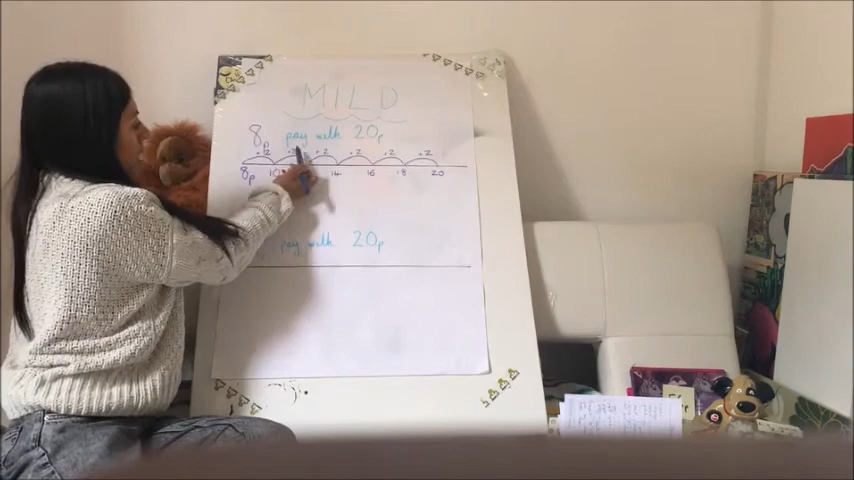 MILD
8p pay with 20p
+2 +2 +2 +2 +2 +2
8p 10 14 16 18 20
pay with 20p